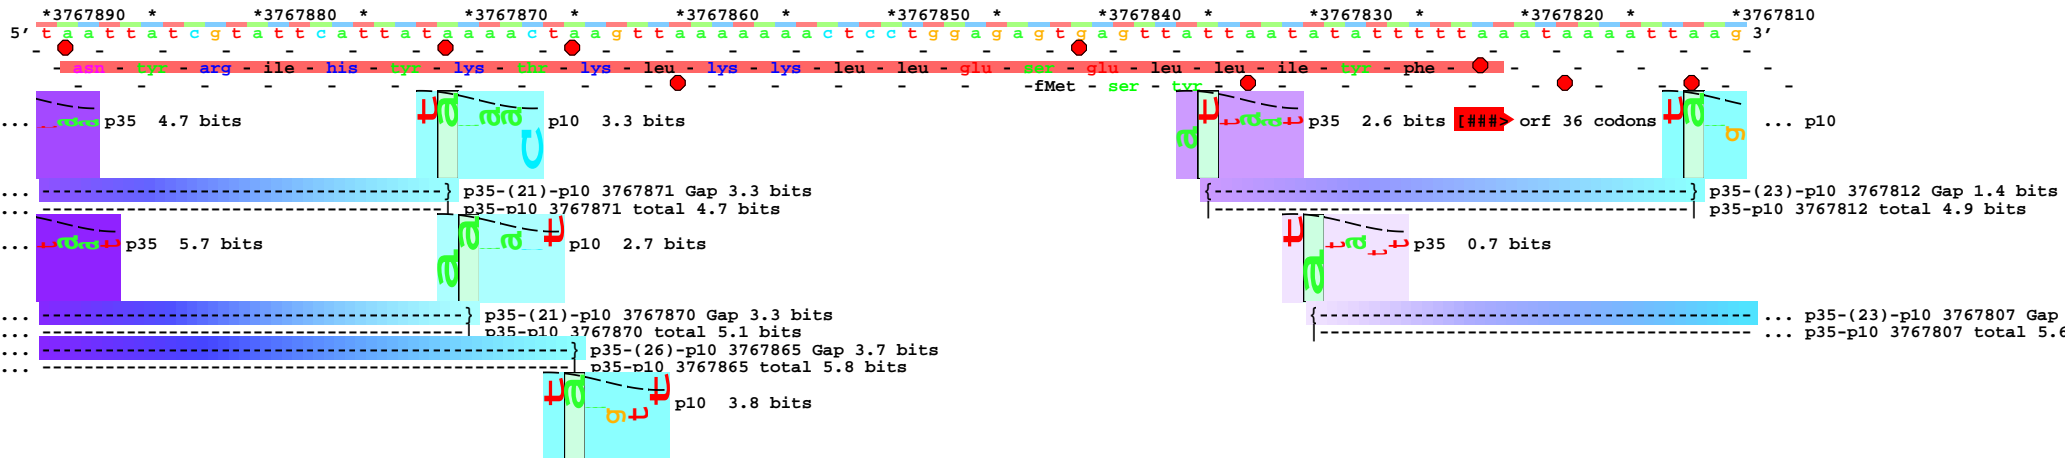 *3767890 * *3767880 * *3767870 * *3767860 * *3767850 * *3767840 * *3767830 * *3767820 * *3767810
5' t a a t t a t c g t a t t c a t t a t a a a a c t a a g t t a a a a a a a c t c c t g g a g a g t g a g t t a t t a a t a t a t t t t t a a a t a a a a t t a a g 3'
- asn - tyr - arg - ile - his - tyr - lys - thr - lys - leu - lys - lys - leu - leu - glu - ser - glu - leu - leu - ile - tyr - phe -
-fMet - ser - tyr
... p35 4.7 bits p10 3.3 bits p35 2.6 bits [###> orf 36 codons ... p10
... } p35-(21)-p10 3767871 Gap 3.3 bits { } p35-(23)-p10 3767812 Gap 1.4 bits
... p35-p10 3767871 total 4.7 bits p35-p10 3767812 total 4.9 bits
... p35 5.7 bits p10 2.7 bits p35 0.7 bits
... } p35-(21)-p10 3767870 Gap 3.3 bits { ... p35-(23)-p10 3767807 Gap
... p35-p10 3767870 total 5.1 bits ... p35-p10 3767807 total 5.6
... } p35-(26)-p10 3767865 Gap 3.7 bits
... p35-p10 3767865 total 5.8 bits
p10 3.8 bits